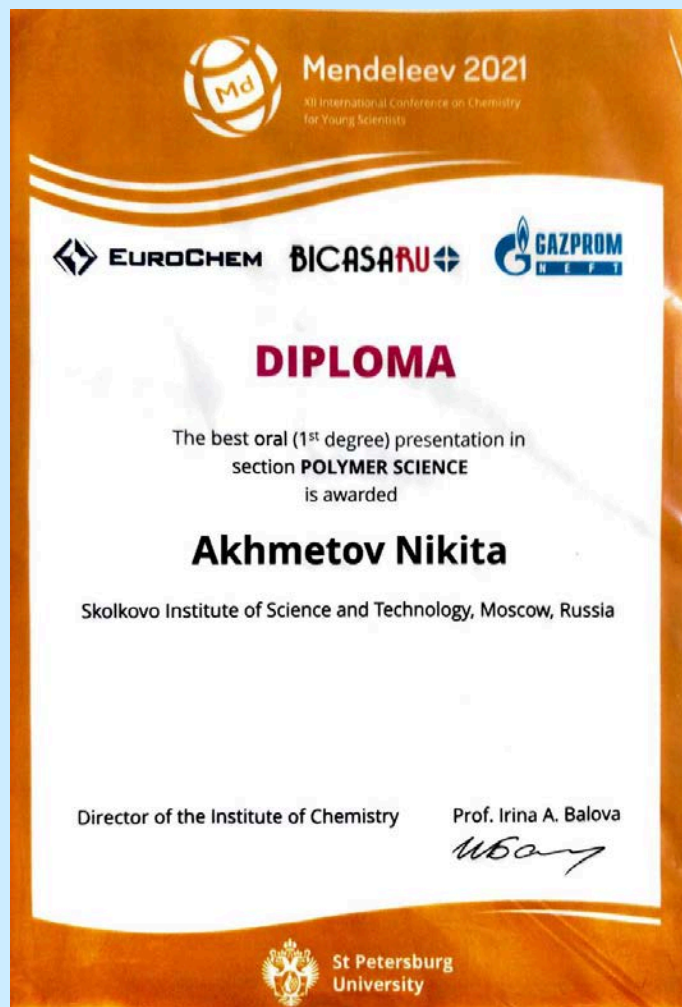 Md
Mendeleev 2021
XII International Conference on Chemistry
for Young Scientists
EUROCHEM BICASARU GAZPROM
NEFT
DIPLOMA
The best oral (1st degree) presentation in
section POLYMER SCIENCE
is awarded
Akhmetov Nikita
Skolkovo Institute of Science and Technology, Moscow, Russia
Director of the Institute of Chemistry Prof. Irina A. Balova
St Petersburg
University